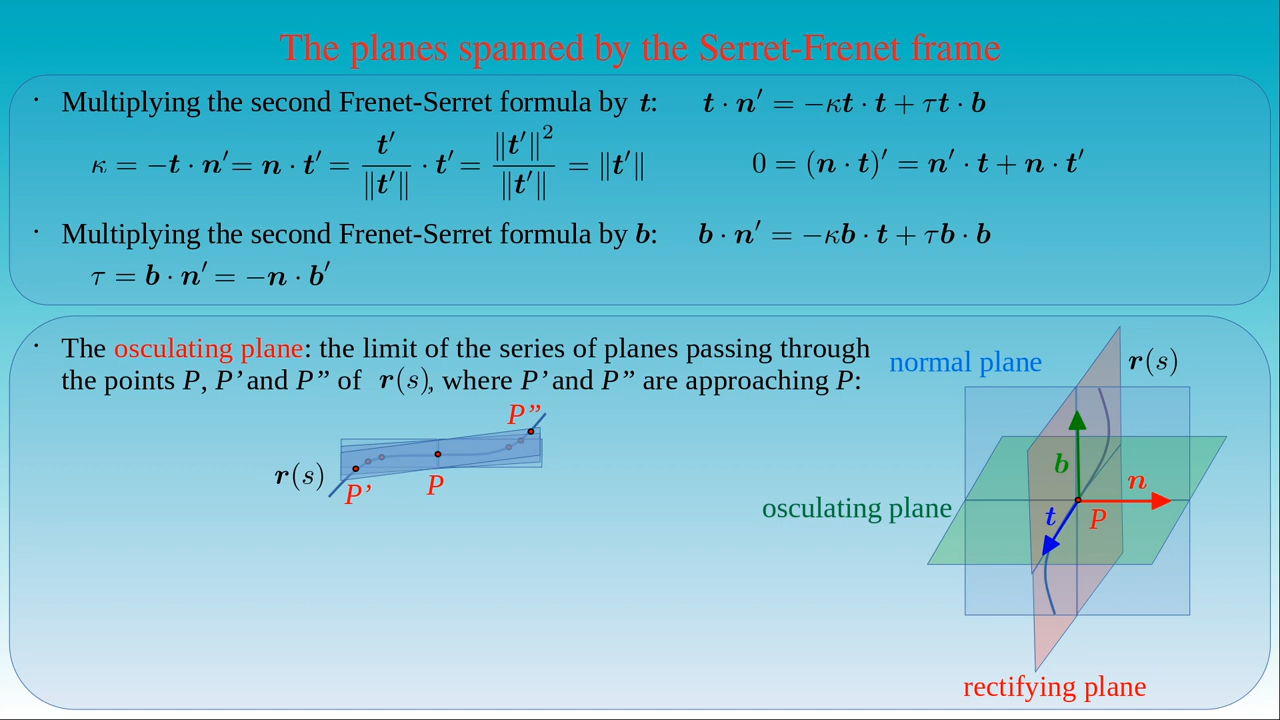 The planes spanned by the Serret-Frenet frame
· Multiplying the second Frenet-Serret formula by t: t · n′ = −κt · t + τt · b
κ = −t · n′ = n · t′ = t′/‖t′‖ · t′ = ‖t′‖²/‖t′‖ = ‖t′‖ 0 = (n · t)′ = n′ · t + n · t′
· Multiplying the second Frenet-Serret formula by b: b · n′ = −κb · t + τb · b
τ = b · n′ = −n · b′
· The osculating plane: the limit of the series of planes passing through
the points P, P’ and P” of r(s), where P’ and P” are approaching P:
normal plane
r(s)
P”
r(s)
P’
P
b
n
osculating plane
t
P
rectifying plane